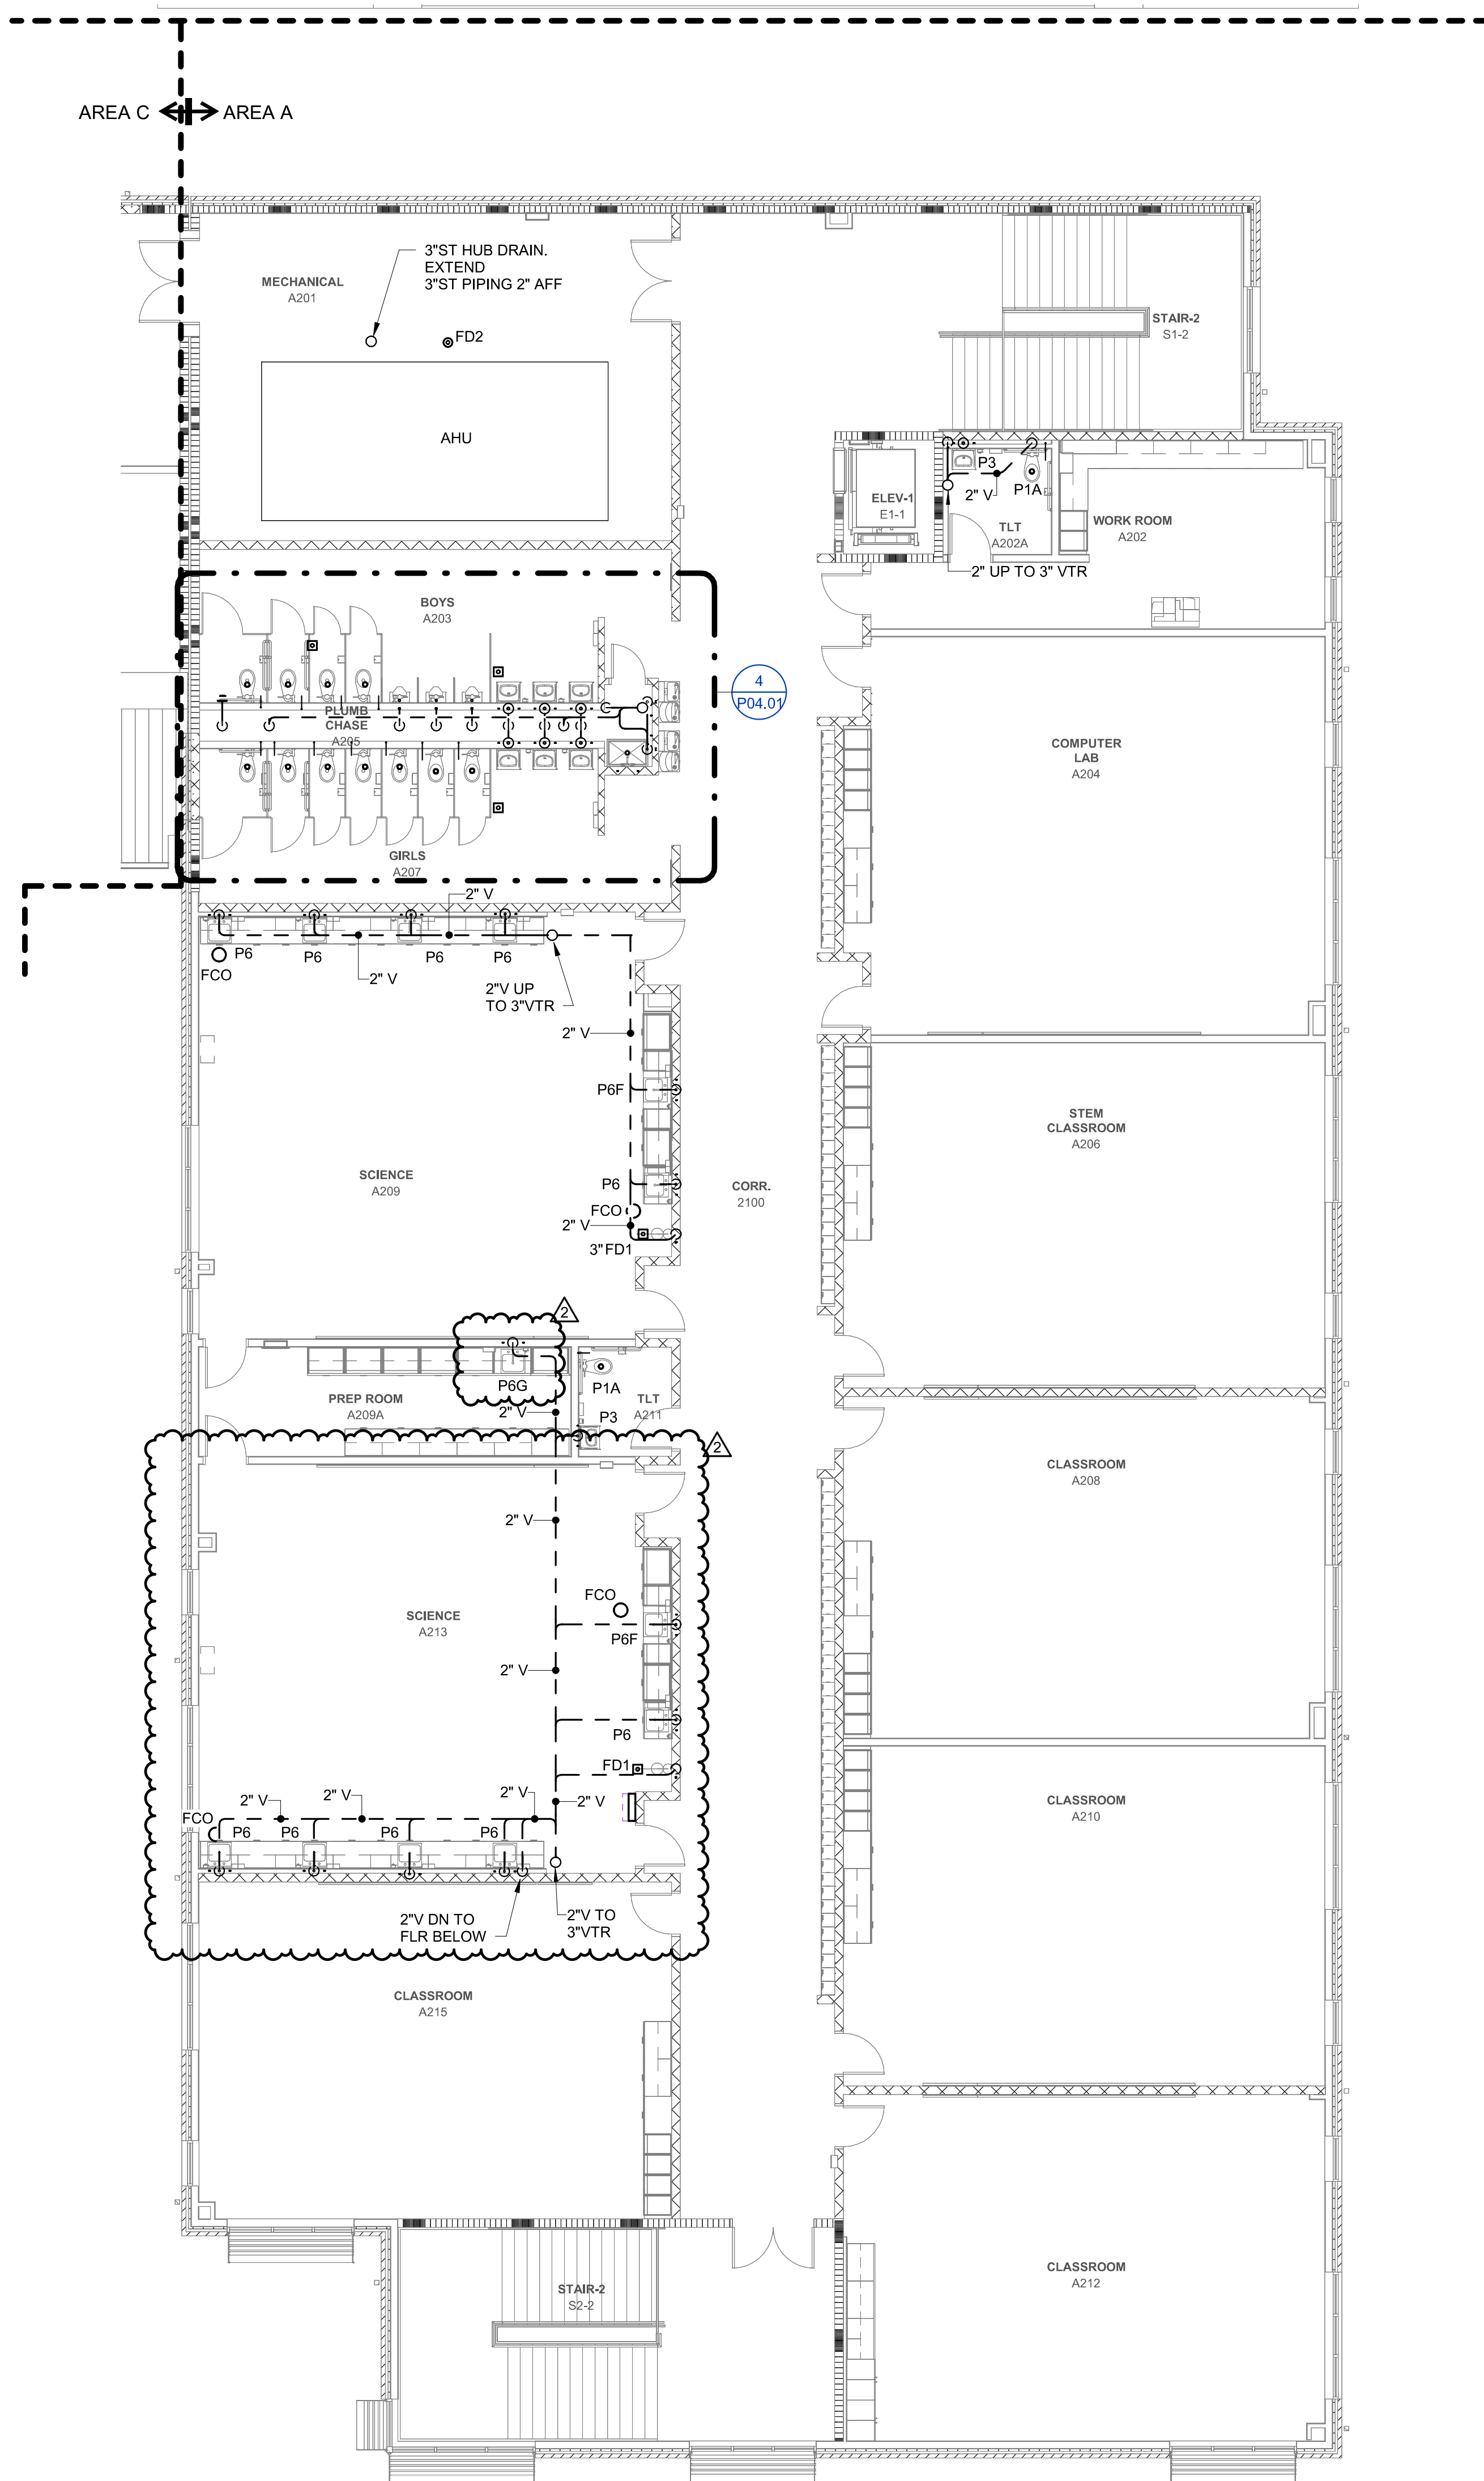 AREA C
AREA A
3"ST HUB DRAIN.
EXTEND
3"ST PIPING 2" AFF
MECHANICAL
A201
FD2
AHU
STAIR-2
S1-2
P3
2" V
P1A
ELEV-1
E1-1
TLT
A202A
WORK ROOM
A202
2" UP TO 3" VTR
BOYS
A203
4
P04.01
PLUMB
CHASE
A205
COMPUTER
LAB
A204
GIRLS
A207
2" V
P6
P6
P6
P6
FCO
2" V
2"V UP
TO 3"VTR
2" V
P6F
STEM
CLASSROOM
A206
SCIENCE
A209
P6
CORR.
2100
FCO
2" V
3"FD1
2
P6G
P1A
PREP ROOM
A209A
TLT
A211
2" V
P3
2
CLASSROOM
A208
2" V
FCO
SCIENCE
A213
P6F
2" V
P6
FD1
2" V
2" V
2" V
2" V
CLASSROOM
A210
FCO
P6
P6
P6
P6
2"V DN TO
FLR BELOW
2"V TO
3"VTR
CLASSROOM
A215
CLASSROOM
A212
STAIR-2
S2-2